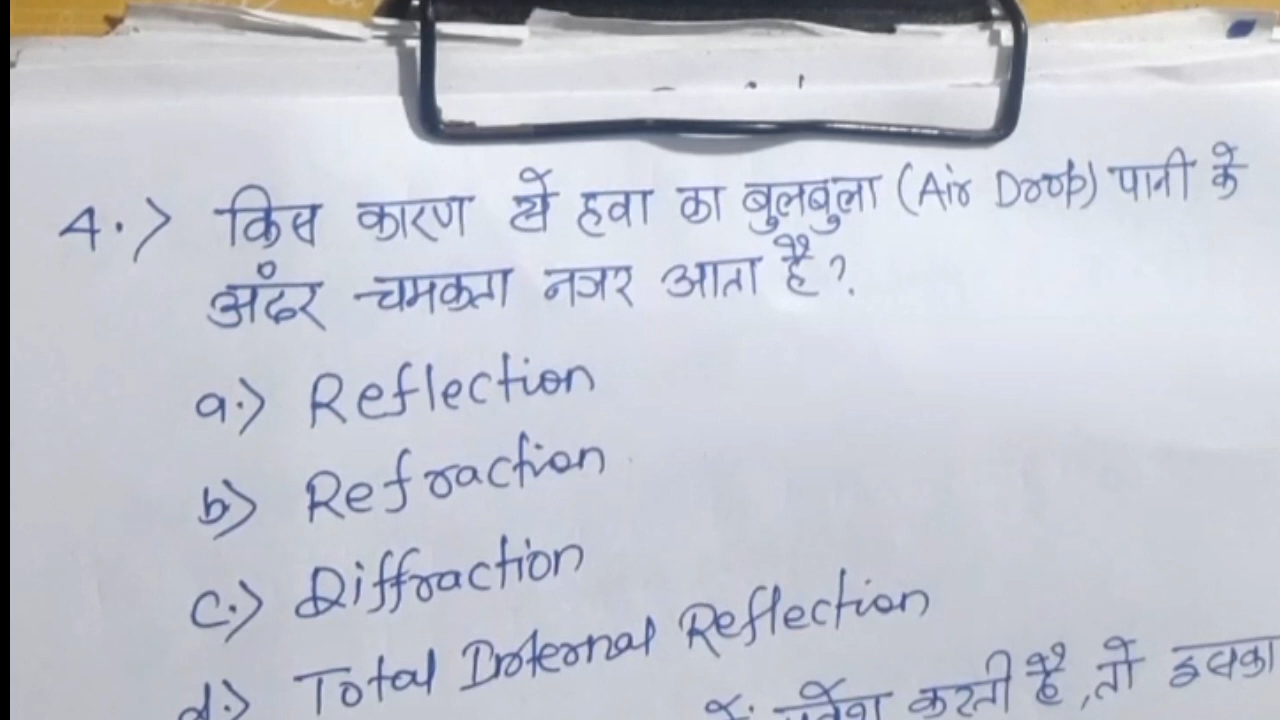 4.> किस कारण से हवा का बुलबुला (Air Drop) पानी के
अंदर चमकता नजर आता है?
a.> Reflection
b> Refraction
c.> Diffraction
d.> Total Internal Reflection
करती है, तो इसका